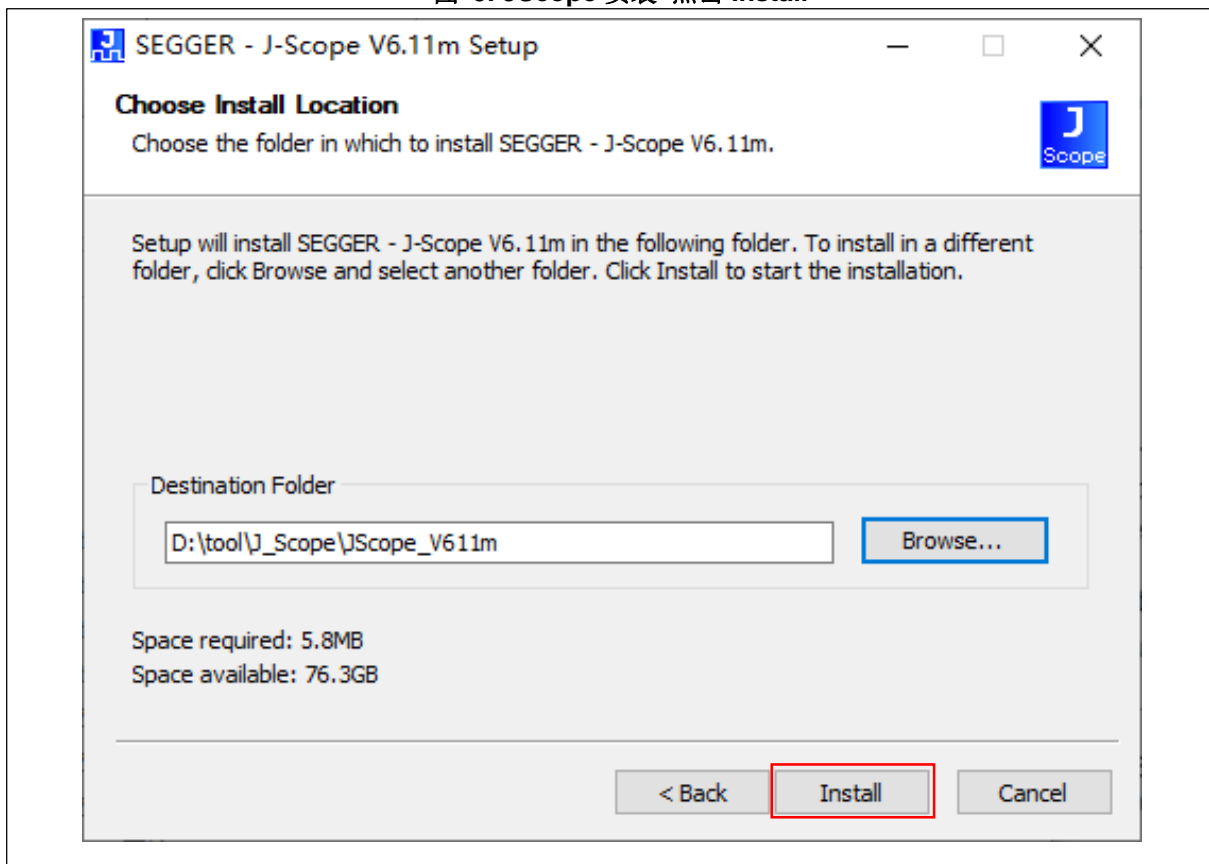 SEGGER - J-Scope V6.11m Setup
Choose Install Location
Choose the folder in which to install SEGGER - J-Scope V6.11m.
J
Scope
Setup will install SEGGER - J-Scope V6.11m in the following folder. To install in a different
folder, click Browse and select another folder. Click Install to start the installation.
Destination Folder
D:\tool\J_Scope\JScope_V611m
Browse...
Space required: 5.8MB
Space available: 76.3GB
< Back
Install
Cancel